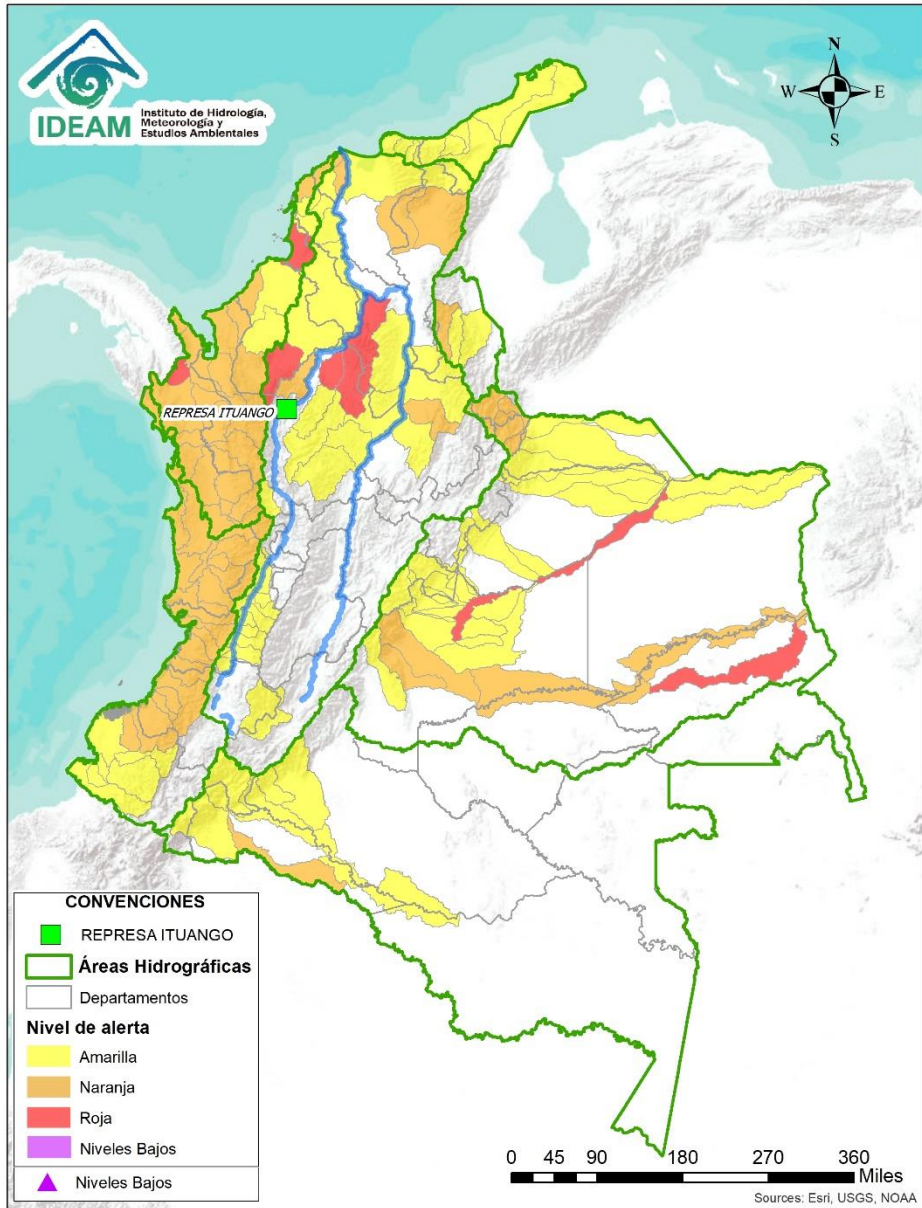 IDEAM
Instituto de Hidrología,
Meteorología y
Estudios Ambientales
N
W
E
S
REPRESA ITUANGO
CONVENCIONES
REPRESA ITUANGO
Áreas Hidrográficas
Departamentos
Nivel de alerta
Amarilla
Naranja
Roja
Niveles Bajos
Niveles Bajos
0 45 90 180 270 360
Miles
Sources: Esri, USGS, NOAA